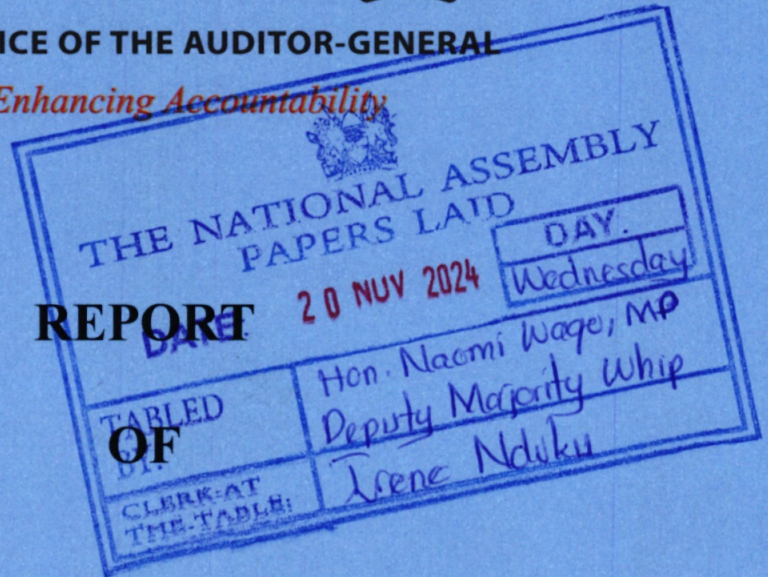 ICE OF THE AUDITOR-GENERAL
Enhancing Accountability
THE NATIONAL ASSEMBLY
PAPERS LAID
DAY.
20 NOV 2024
Wednesday
REPORT
DATE:
Hon. Naomi Waqo, MP
Deputy Majority Whip
TABLED
OF
BY:
Irene Nduku
CLERK-AT
THE-TABLE: